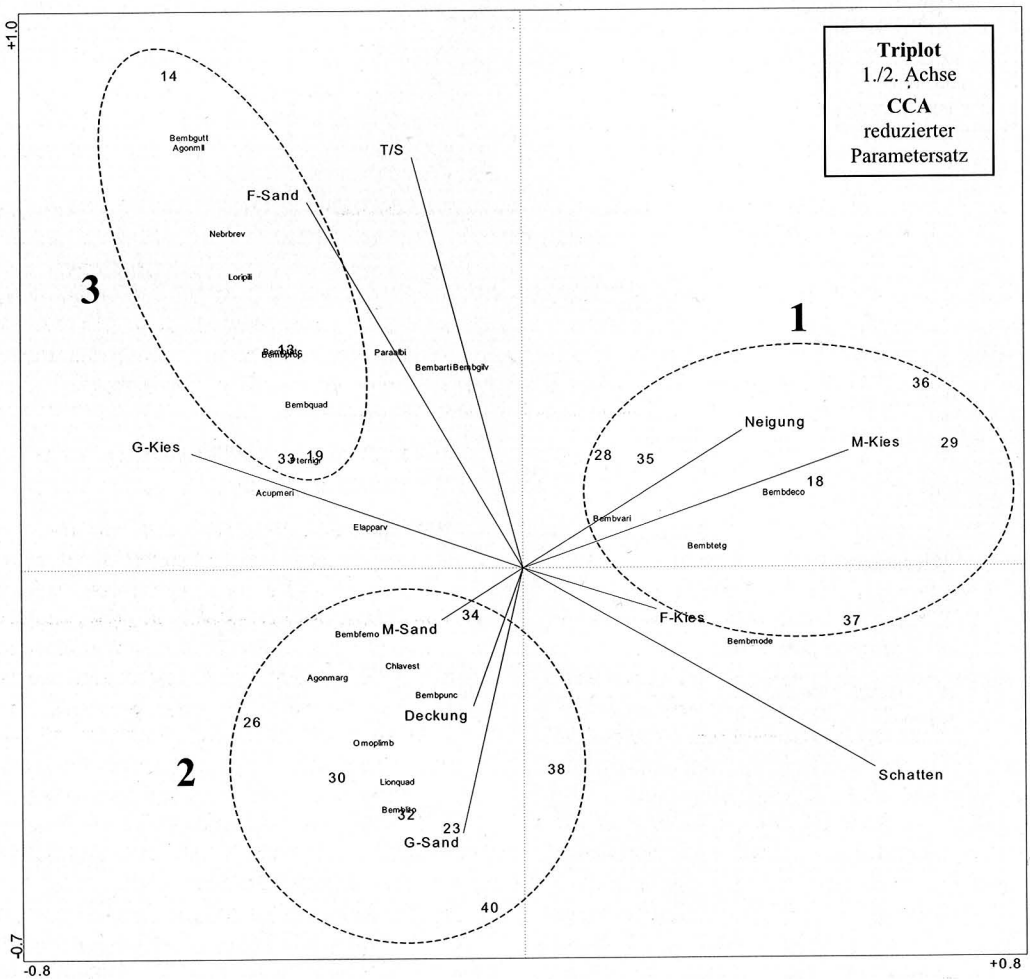 +1.0
Triplot
1./2. Achse
CCA
reduzierter
Parametersatz
14
Bembgutt
T/S
F-Sand
Nebrbrev
Loripili
3
1
13
Bembprop
Paraalbi
Bembarti Bembgilv
36
Bembquad
Neigung
G-Kies
M-Kies
29
28
35
33
19
18
Acupmeri
Bembdeco
Elapparv
Bembvari
Bembtetg
34
F-Kies
37
Bembfemo
M-Sand
Bembmode
Chlavest
Agonmarg
Bembpunc
26
Deckung
Omoplimb
2
30
38
Schatten
Lionquad
32
23
G-Sand
40
-0.7
-0.8
+0.8